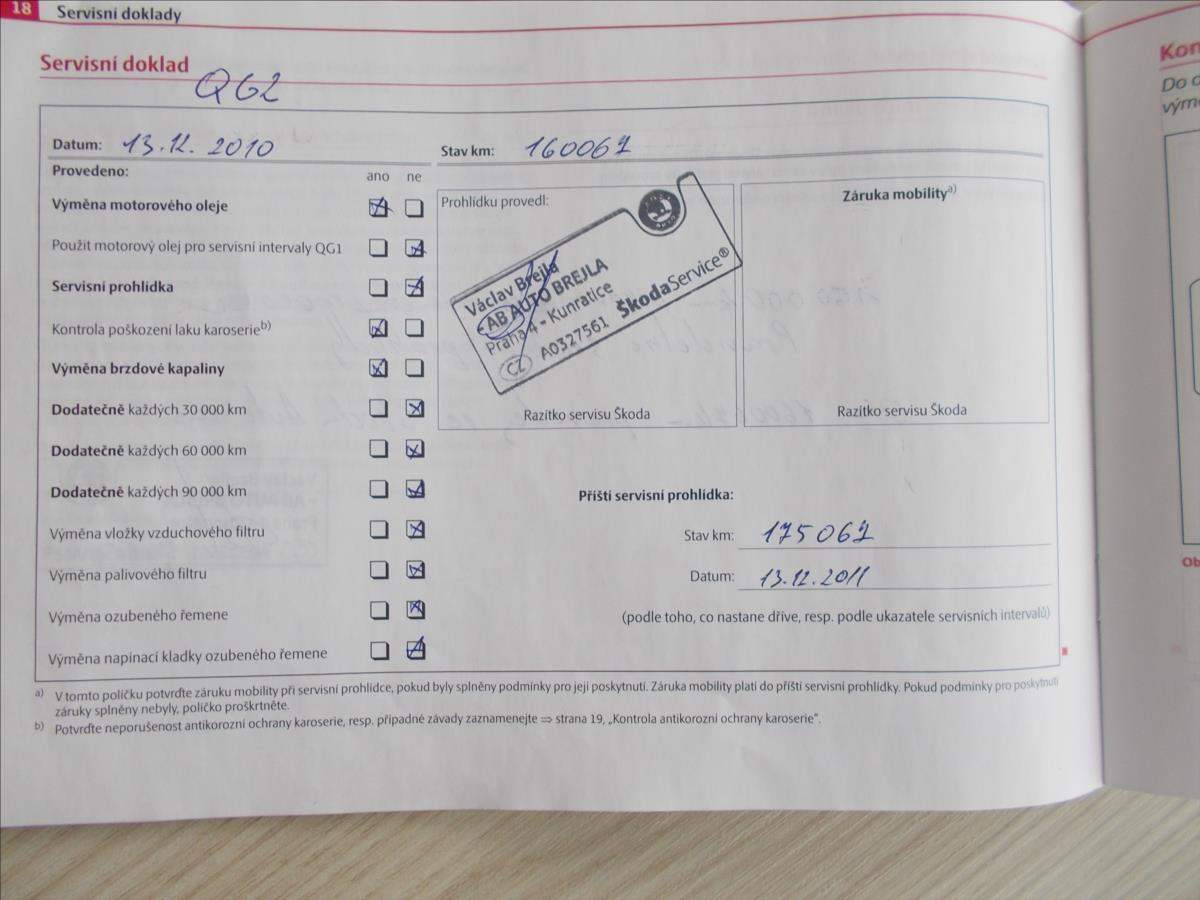 18 Servisní doklady
Servisní doklad
QG2
Datum: 13.12.2010
Stav km: 160067
Provedeno: ano ne
Výměna motorového oleje
Použit motorový olej pro servisní intervaly QG1
Servisní prohlídka
Kontrola poškození laku karoserie b)
Výměna brzdové kapaliny
Dodatečně každých 30 000 km
Dodatečně každých 60 000 km
Dodatečně každých 90 000 km
Výměna vložky vzduchového filtru
Výměna palivového filtru
Výměna ozubeného řemene
Výměna napínací kladky ozubeného řemene
Prohlídku provedl:
Václav Brejla
AB AUTO BREJLA
Praha 4 - Kunratice
CZ A0327561 ŠkodaService®
Razítko servisu Škoda
Záruka mobility a)
Razítko servisu Škoda
Příští servisní prohlídka:
Stav km: 175067
Datum: 13.12.2011
(podle toho, co nastane dříve, resp. podle ukazatele servisních intervalů)
a) V tomto políčku potvrďte záruku mobility při servisní prohlídce, pokud byly splněny podmínky pro její poskytnutí. Záruka mobility platí do příští servisní prohlídky. Pokud podmínky pro poskytnutí
záruky splněny nebyly, políčko proškrtněte.
b) Potvrďte neporušenost antikorozní ochrany karoserie, resp. případné závady zaznamenejte ⇒ strana 19, „Kontrola antikorozní ochrany karoserie“.